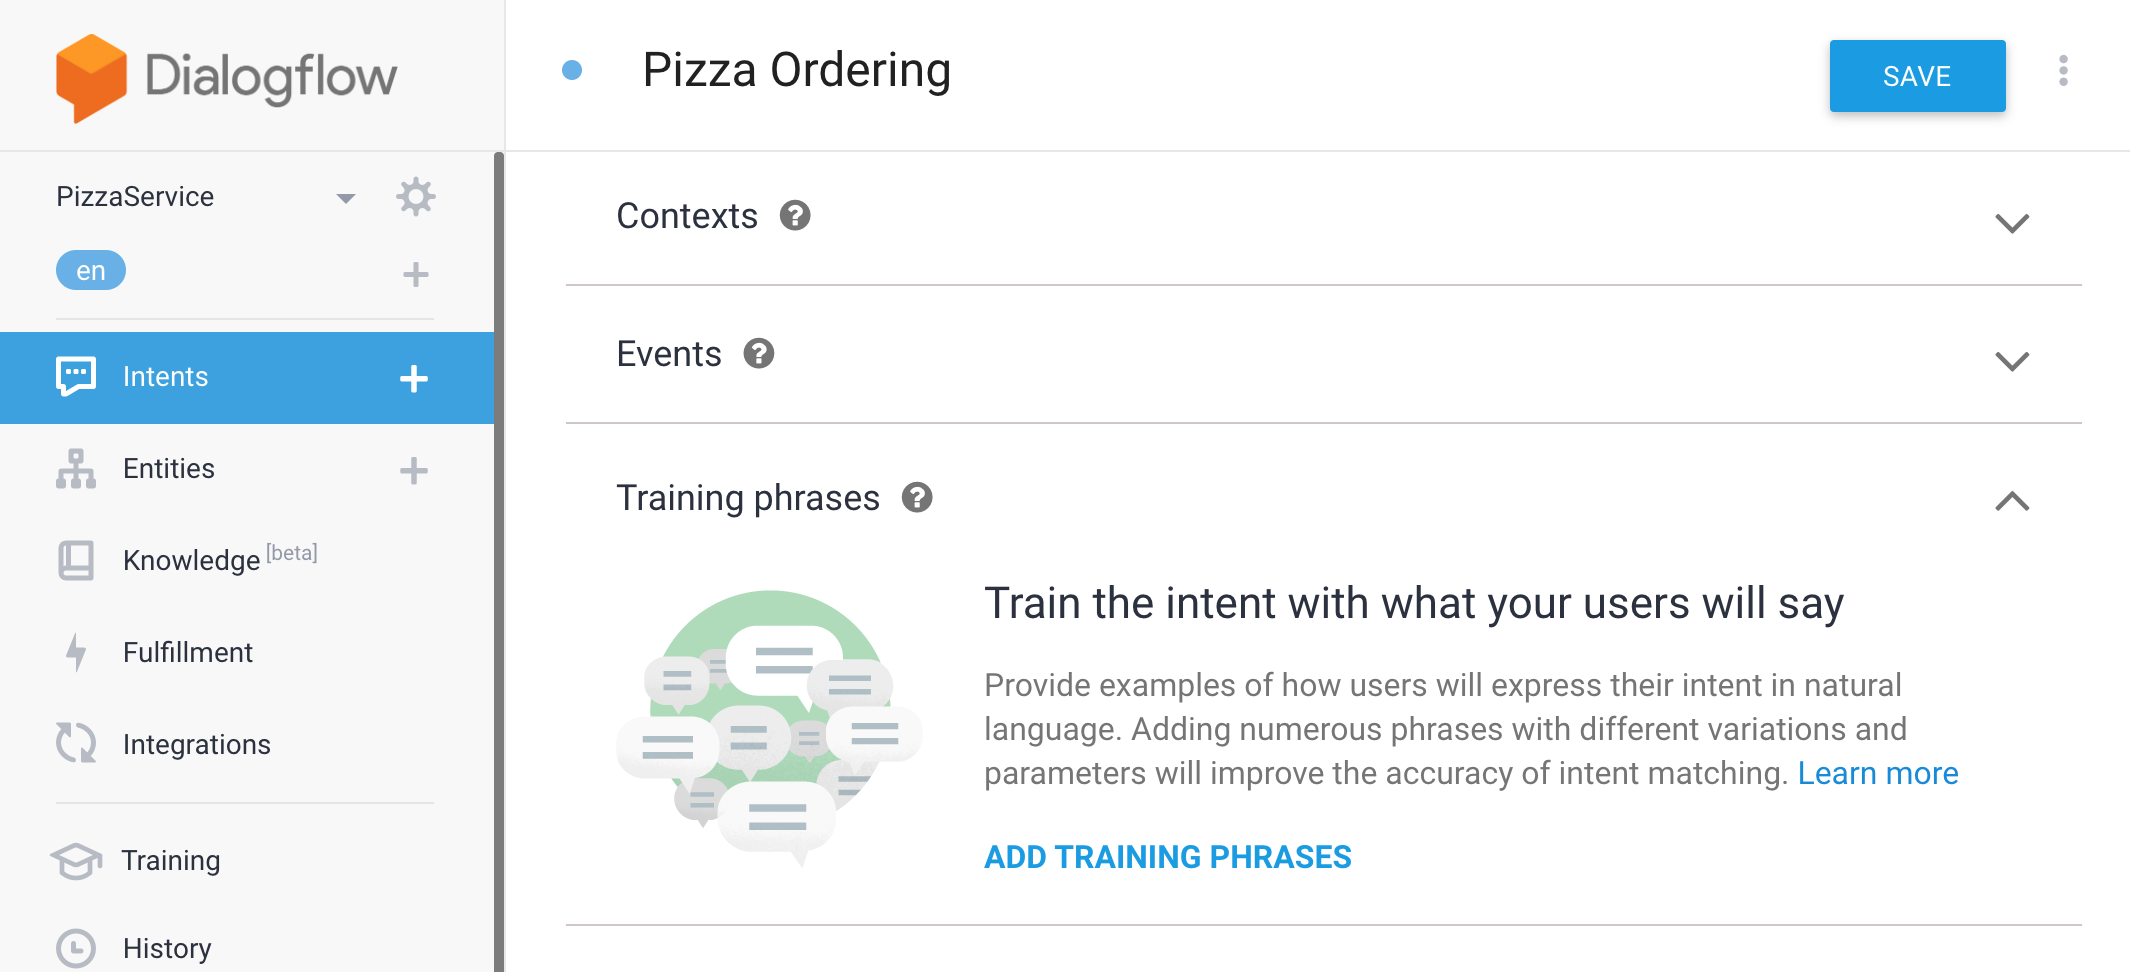 Dialogflow
PizzaService
en
Intents
Entities
Knowledge [beta]
Fulfillment
Integrations
Training
History
Pizza Ordering
SAVE
Contexts
Events
Training phrases
Train the intent with what your users will say
Provide examples of how users will express their intent in natural
language. Adding numerous phrases with different variations and
parameters will improve the accuracy of intent matching. Learn more
ADD TRAINING PHRASES